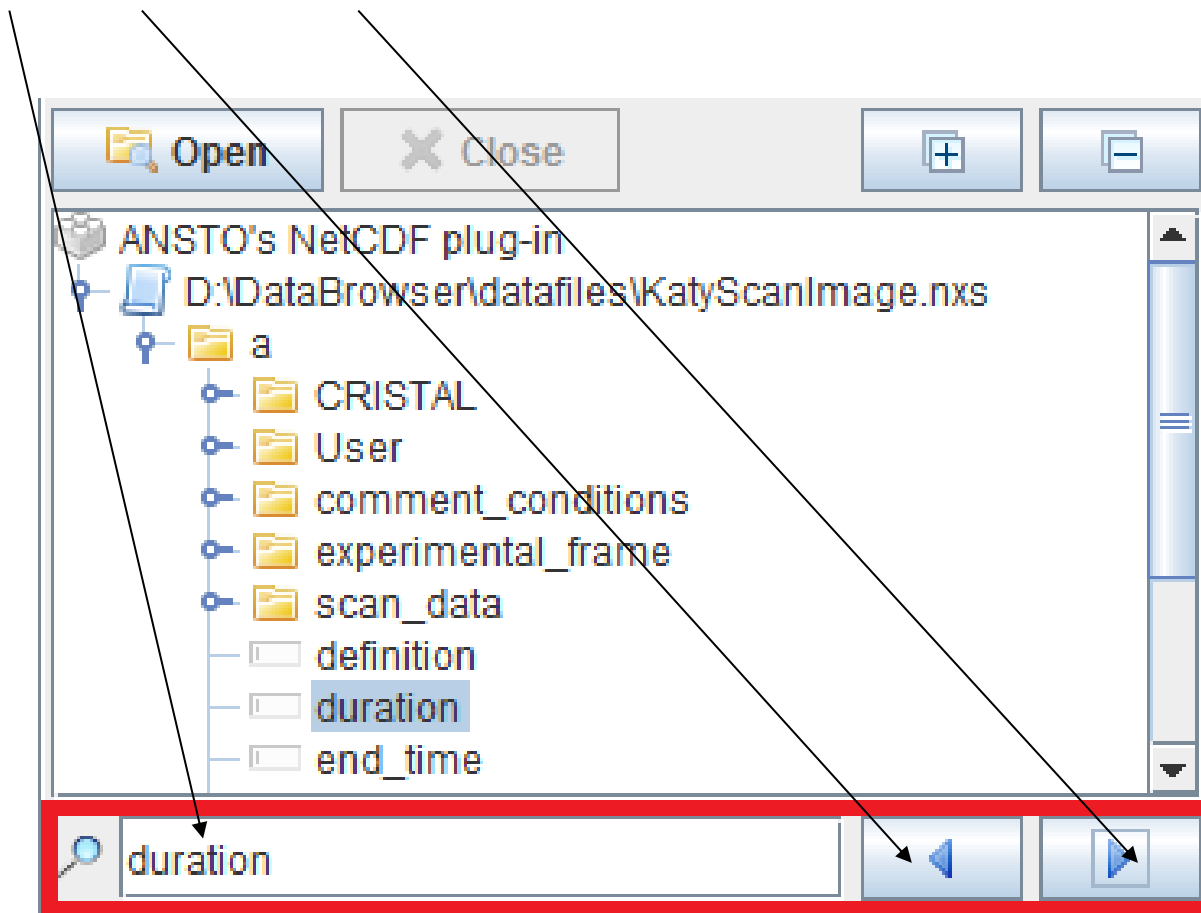 Open Close
ANSTO's NetCDF plug-in
D:\DataBrowser\datafiles\KatyScanImage.nxs
a
CRISTAL
User
comment_conditions
experimental_frame
scan_data
definition
duration
end_time
duration